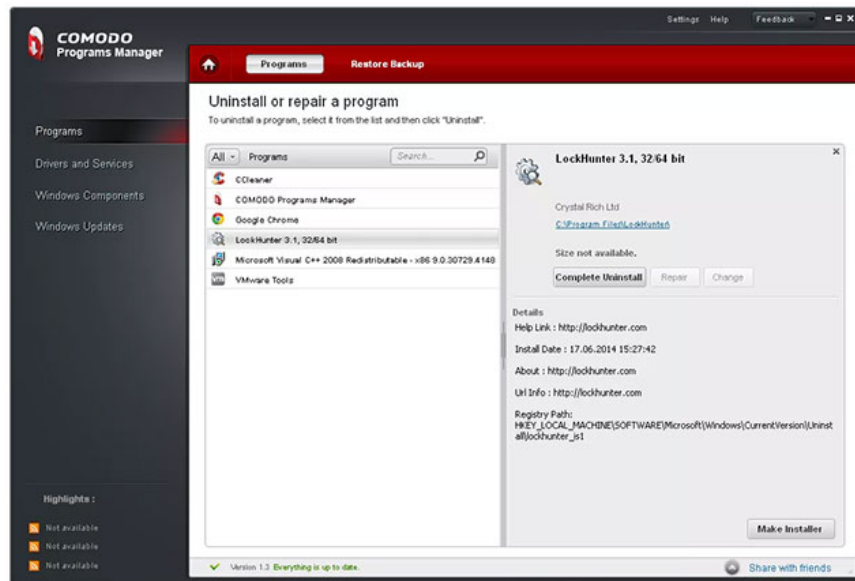 Settings Help Feedback
COMODO
Programs Manager
Programs Restore Backup
Uninstall or repair a program
To uninstall a program, select it from the list and then click "Uninstall".
Programs
Drivers and Services
Windows Components
Windows Updates
All Programs Search...
CCleaner
COMODO Programs Manager
Google Chrome
LockHunter 3.1, 32/64 bit
Microsoft Visual C++ 2008 Redistributable - x86 9.0.30729.4148
VMware Tools
LockHunter 3.1, 32/64 bit
Crystal Rich Ltd
C:\Program Files\LockHunter\
Size not available.
Complete Uninstall Repair Change
Details
Help Link : http://lockhunter.com
Install Date : 17.06.2014 15:27:42
About : http://lockhunter.com
Url Info : http://lockhunter.com
Registry Path:
HKEY_LOCAL_MACHINE\SOFTWARE\Microsoft\Windows\CurrentVersion\Uninst
all\lockhunter_is1
Make Installer
Highlights :
Not available
Not available
Not available
Version 1.3 Everything is up to date.
Share with friends